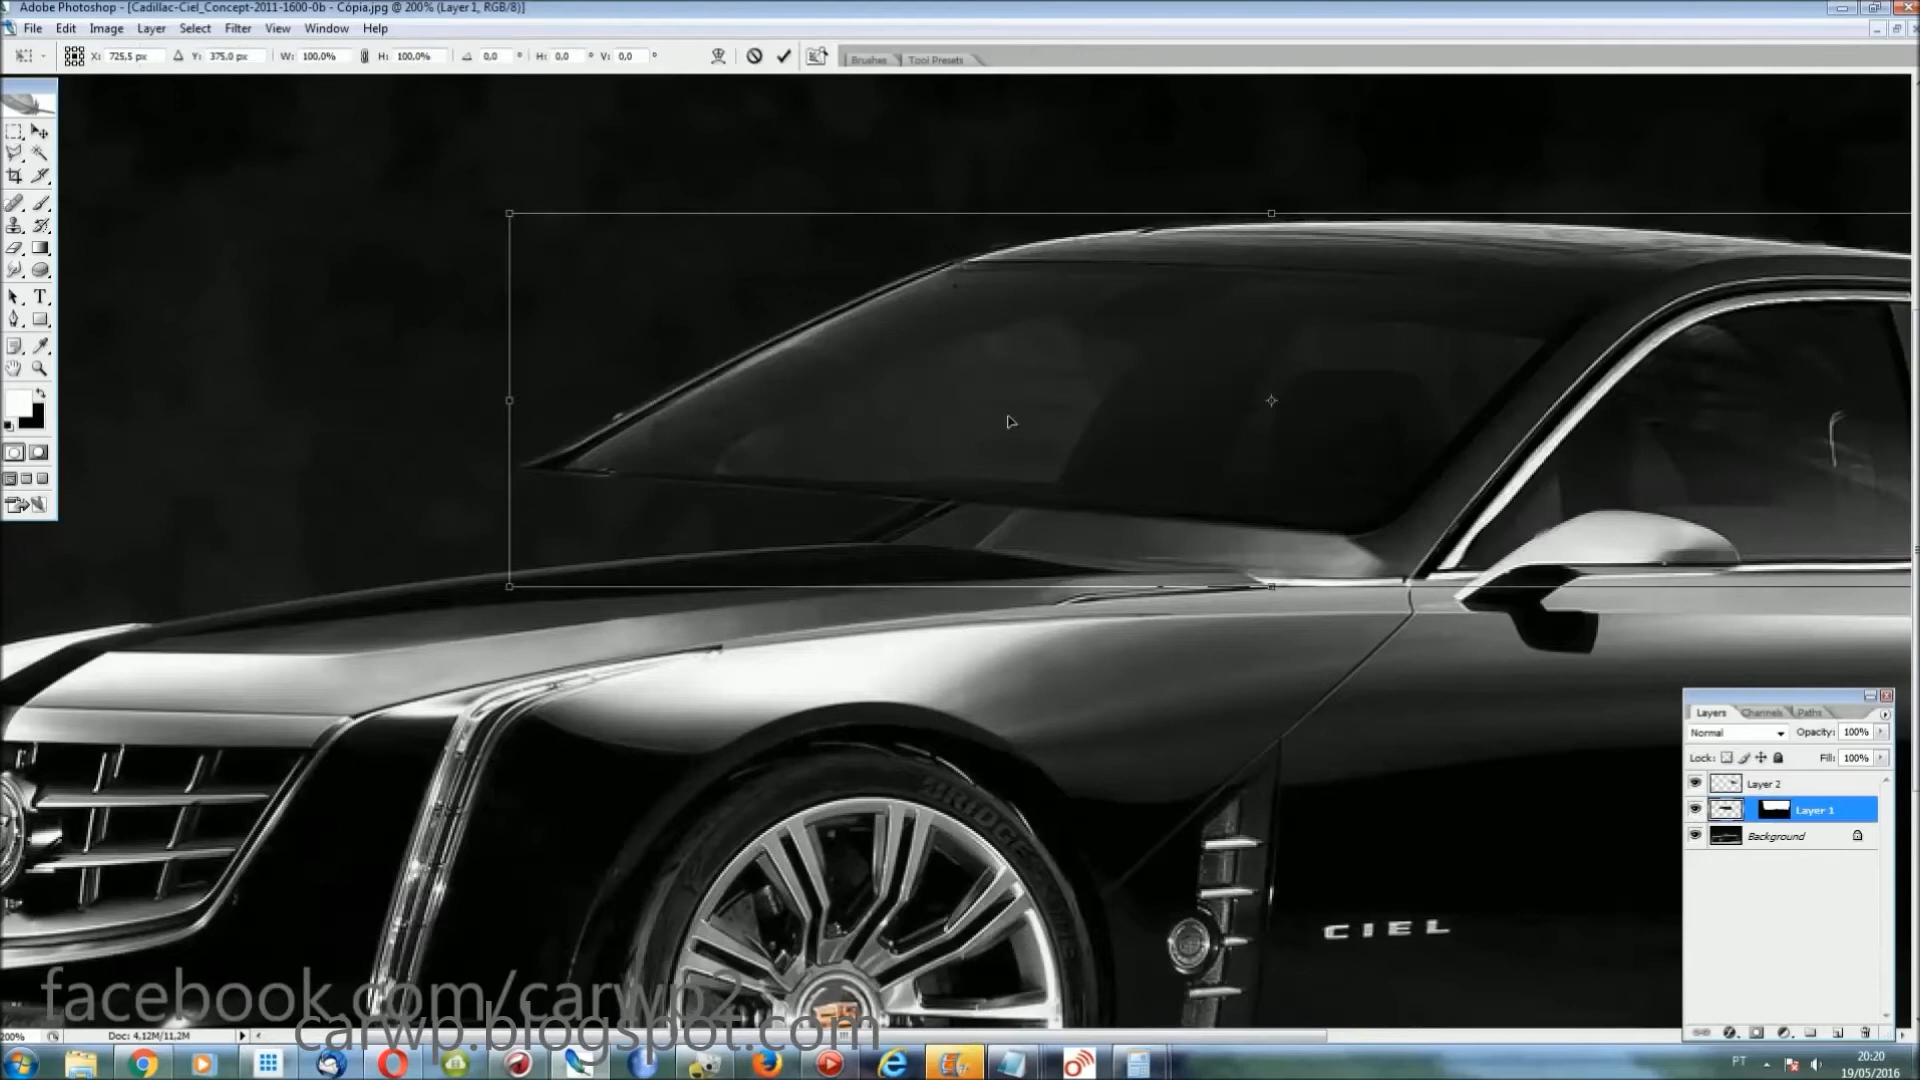 Adobe Photoshop - [Cadillac-Ciel_Concept-2011-1600-0b - Cópia.jpg @ 200% (Layer 1, RGB/8)]
File Edit Image Layer Select Filter View Window Help
X: 725,5 px Y: 375,0 px W: 100,0% H: 100,0% 0,0 ° H: 0,0 ° V: 0,0 °
Brushes Tool Presets
Layers Channels Paths
Normal Opacity: 100%
Lock: Fill: 100%
Layer 2
Layer 1
Background
CIEL
facebook.com/carwp2
carwp.blogspot.com
200% Doc: 4,12M/11,2M
PT
20:20
19/05/2016